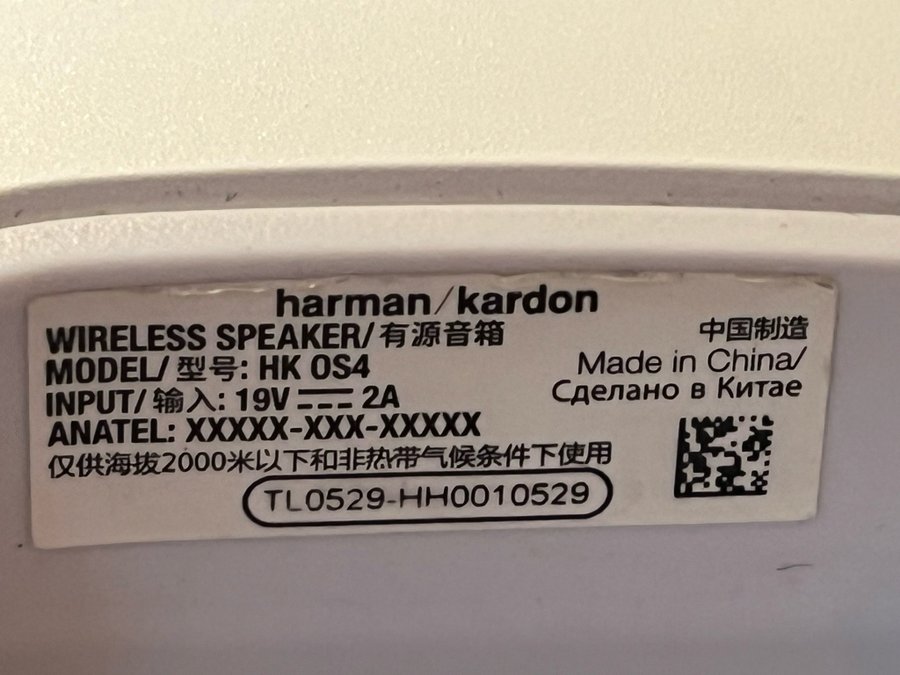 harman/kardon
WIRELESS SPEAKER/有源音箱
MODEL/型号: HK OS4
INPUT/输入: 19V ⎓ 2A
ANATEL: XXXXX-XXX-XXXXX
仅供海拔2000米以下和非热带气候条件下使用
TL0529-HH0010529
中国制造
Made in China/
Сделано в Китае